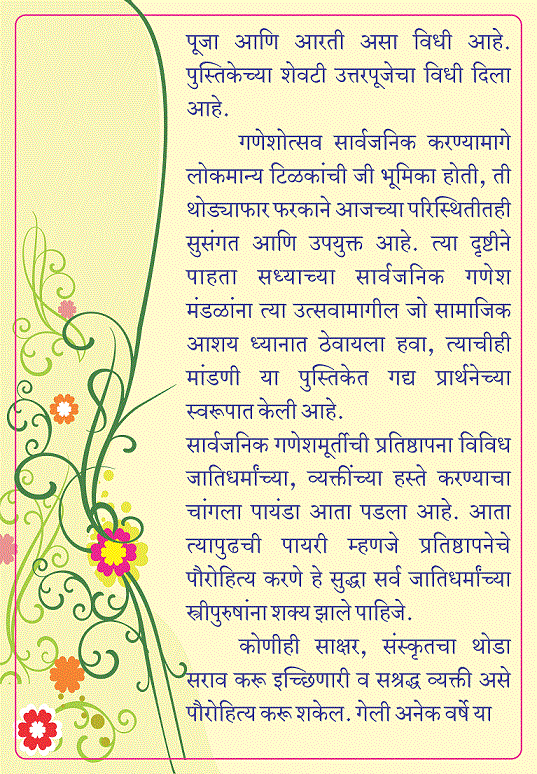 पूजा आणि आरती असा विधी आहे.
पुस्तिकेच्या शेवटी उत्तरपूजेचा विधी दिला
आहे.
गणेशोत्सव सार्वजनिक करण्यामागे
लोकमान्य टिळकांची जी भूमिका होती, ती
थोड्याफार फरकाने आजच्या परिस्थितीतही
सुसंगत आणि उपयुक्त आहे. त्या दृष्टीने
पाहता सध्याच्या सार्वजनिक गणेश
मंडळांना त्या उत्सवामागील जो सामाजिक
आशय ध्यानात ठेवायला हवा, त्याचीही
मांडणी या पुस्तिकेत गद्य प्रार्थनेच्या
स्वरूपात केली आहे.
सार्वजनिक गणेशमूर्तीची प्रतिष्ठापना विविध
जातिधर्मांच्या, व्यक्तींच्या हस्ते करण्याचा
चांगला पायंडा आता पडला आहे. आता
त्यापुढची पायरी म्हणजे प्रतिष्ठापनेचे
पौरोहित्य करणे हे सुद्धा सर्व जातिधर्मांच्या
स्त्रीपुरुषांना शक्य झाले पाहिजे.
कोणीही साक्षर, संस्कृतचा थोडा
सराव करू इच्छिणारी व सश्रद्ध व्यक्ती असे
पौरोहित्य करू शकेल. गेली अनेक वर्षे या